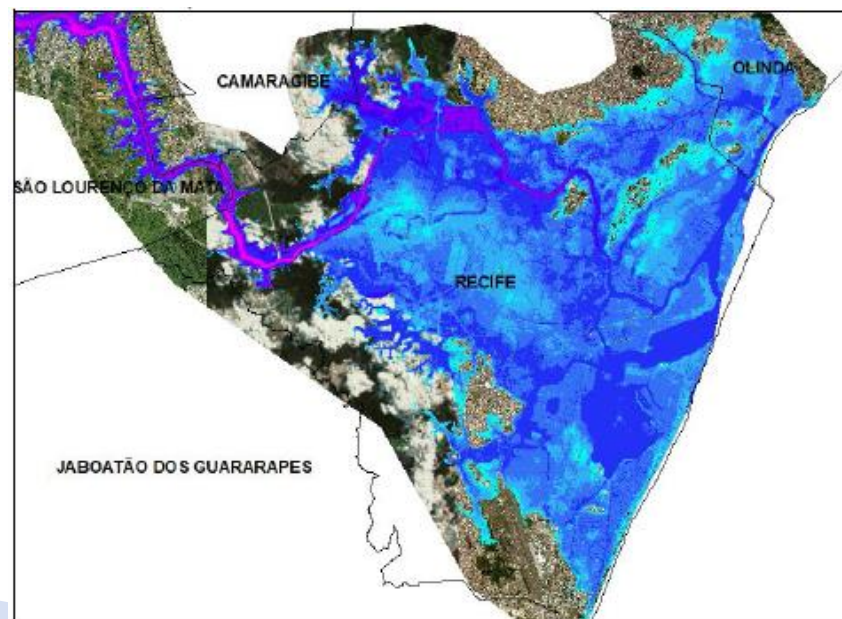 OLINDA
CAMARAGIBE
SÃO LOURENÇO DA MATA
RECIFE
JABOATÃO DOS GUARARAPES